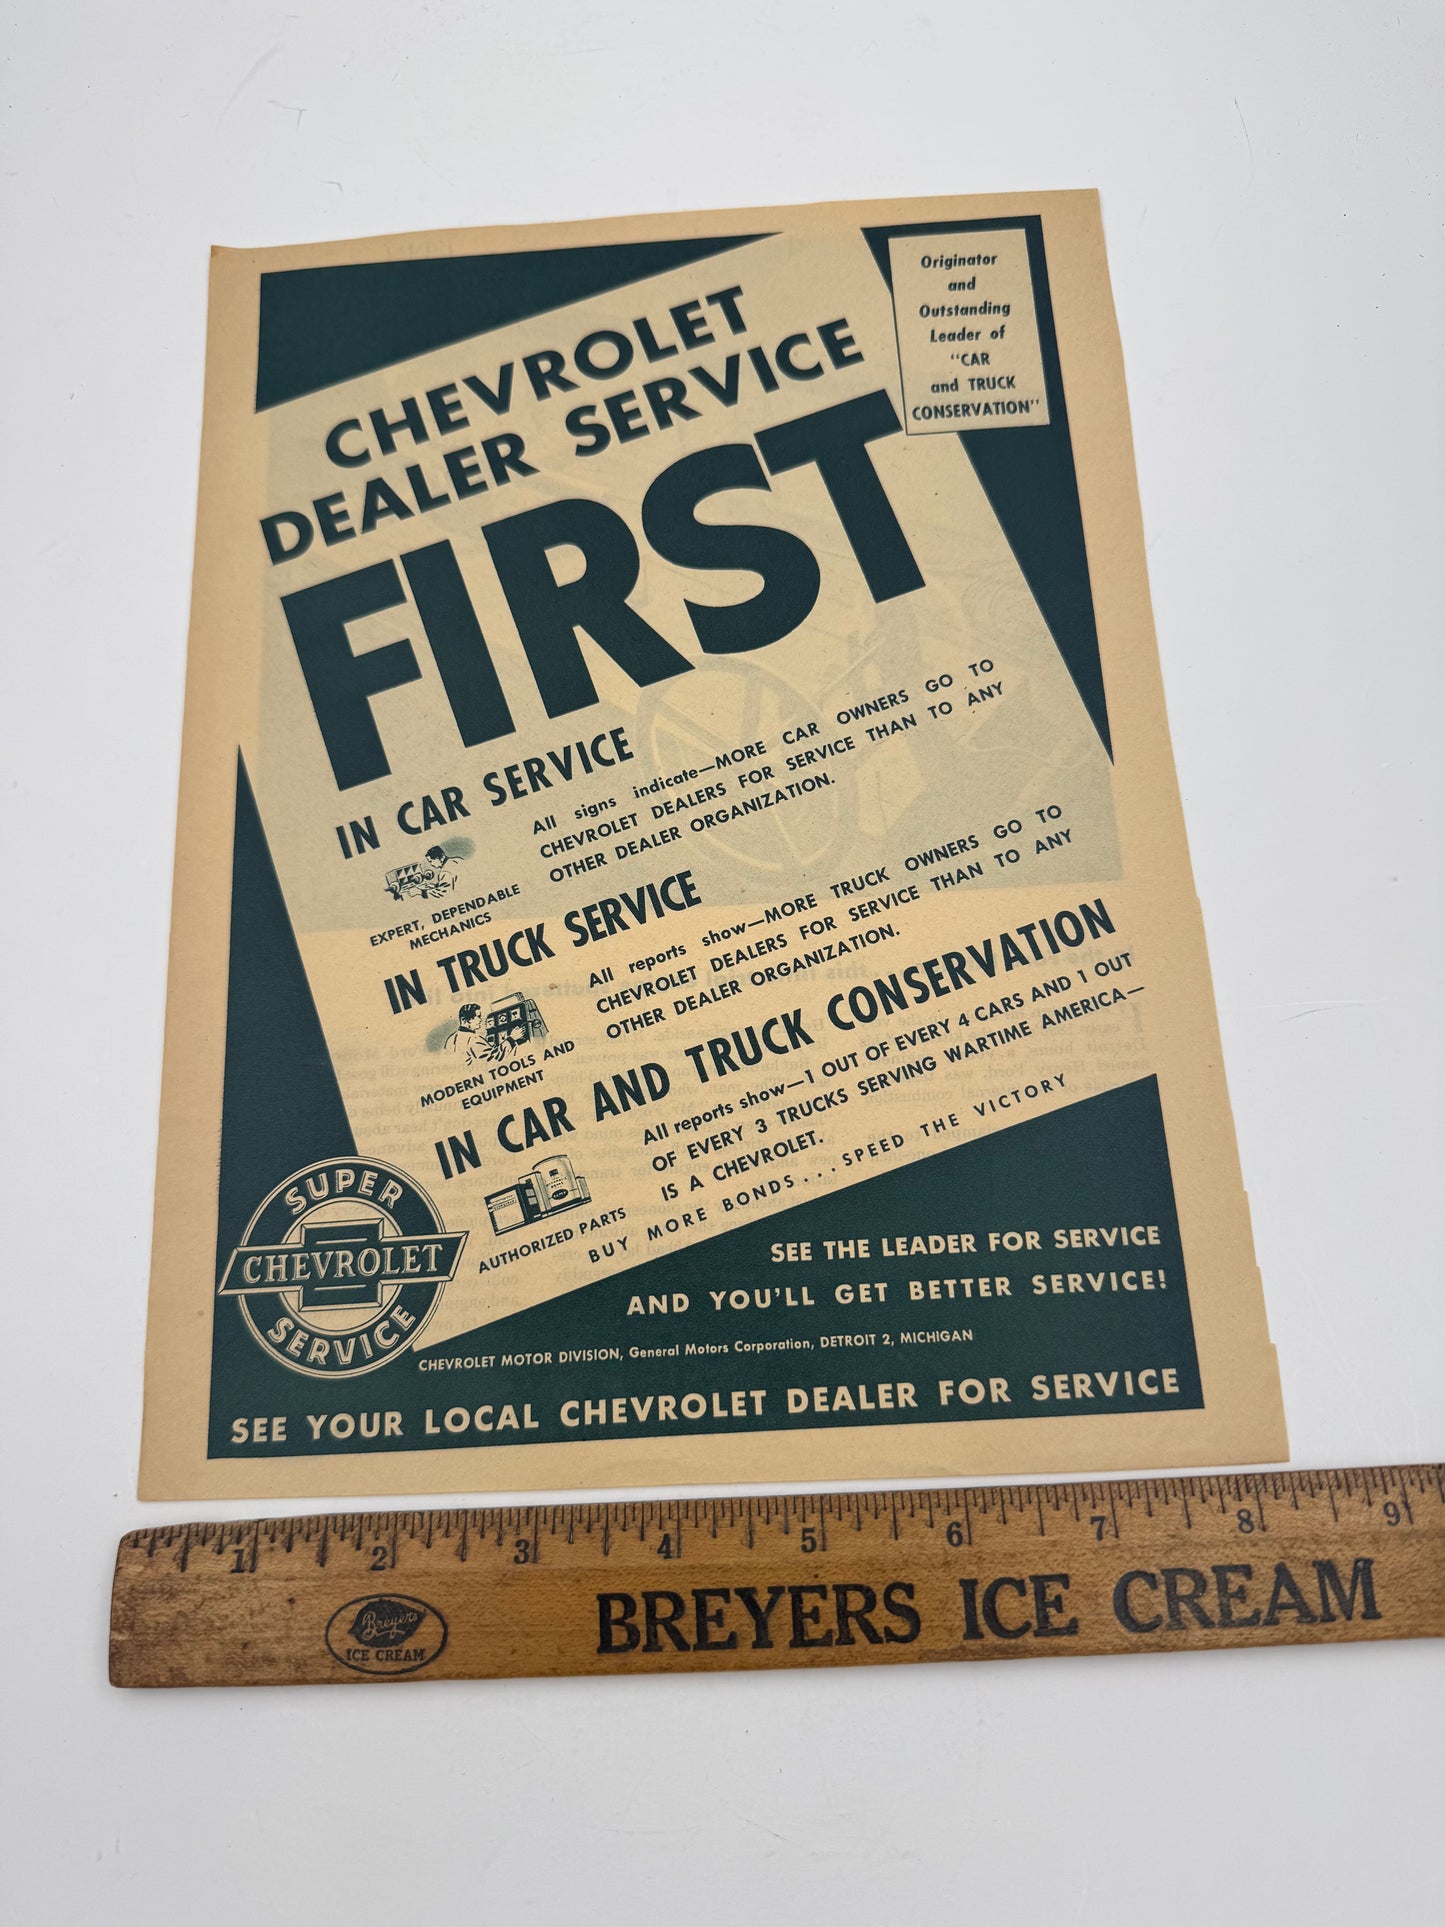 Originator
and
Outstanding
Leader of
"CAR
and TRUCK
CONSERVATION"
CHEVROLET
DEALER SERVICE
FIRST
IN CAR SERVICE
All signs indicate—MORE CAR OWNERS GO TO
CHEVROLET DEALERS FOR SERVICE THAN TO ANY
OTHER DEALER ORGANIZATION.
EXPERT, DEPENDABLE
MECHANICS
IN TRUCK SERVICE
All reports show—MORE TRUCK OWNERS GO TO
CHEVROLET DEALERS FOR SERVICE THAN TO ANY
OTHER DEALER ORGANIZATION.
MODERN TOOLS AND
EQUIPMENT
IN CAR AND TRUCK CONSERVATION
All reports show—1 OUT OF EVERY 4 CARS AND 1 OUT
OF EVERY 3 TRUCKS SERVING WARTIME AMERICA—
IS A CHEVROLET.
AUTHORIZED PARTS
BUY MORE BONDS...SPEED THE VICTORY
SUPER
CHEVROLET
SERVICE
SEE THE LEADER FOR SERVICE
AND YOU'LL GET BETTER SERVICE!
CHEVROLET MOTOR DIVISION, General Motors Corporation, DETROIT 2, MICHIGAN
SEE YOUR LOCAL CHEVROLET DEALER FOR SERVICE
1 2 3 4 5 6 7 8 9
Breyers
ICE CREAM
BREYERS ICE CREAM